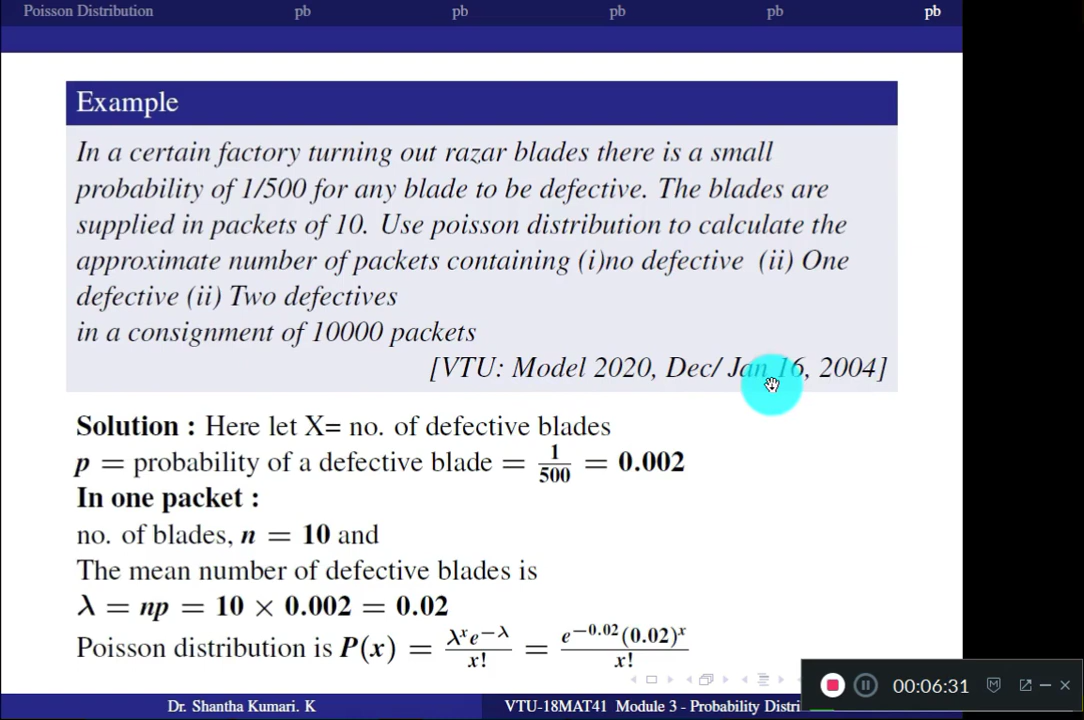 Poisson Distribution pb pb pb pb pb
Example
In a certain factory turning out razar blades there is a small
probability of 1/500 for any blade to be defective. The blades are
supplied in packets of 10. Use poisson distribution to calculate the
approximate number of packets containing (i)no defective (ii) One
defective (ii) Two defectives
in a consignment of 10000 packets
[VTU: Model 2020, Dec/ Jan 16, 2004]
Solution : Here let X= no. of defective blades
p = probability of a defective blade = 1/500 = 0.002
In one packet :
no. of blades, n = 10 and
The mean number of defective blades is
λ = np = 10 × 0.002 = 0.02
Poisson distribution is P(x) = λ^x e^−λ / x! = e^−0.02 (0.02)^x / x!
00:06:31
Dr. Shantha Kumari. K VTU-18MAT41 Module 3 - Probability Distri